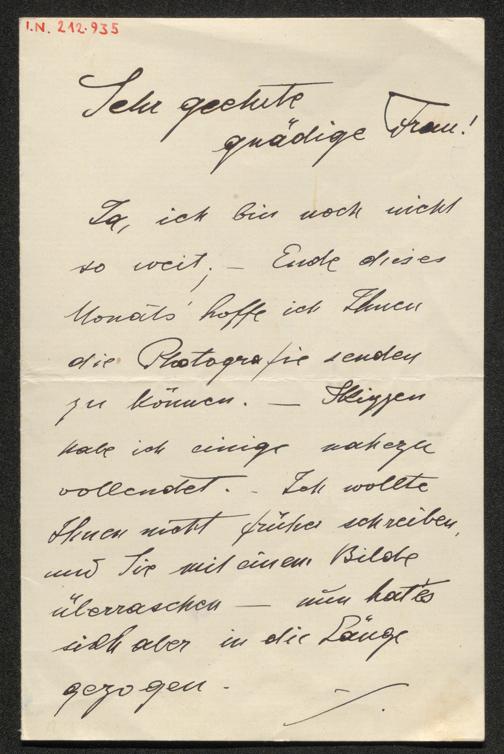 I.N. 212.935
Sehr geehrte
gnädige Frau!
Ja, ich bin noch nicht
so weit; – Ende dieses
Monats hoffe ich Ihnen
die Photografie senden
zu können. – Skizzen
habe ich einige nahezu
vollendet. – Ich wollte
Ihnen nicht früher schreiben,
und Sie mit einem Bilde
überraschen – nun hat es
sich aber in die Länge
gezogen. –